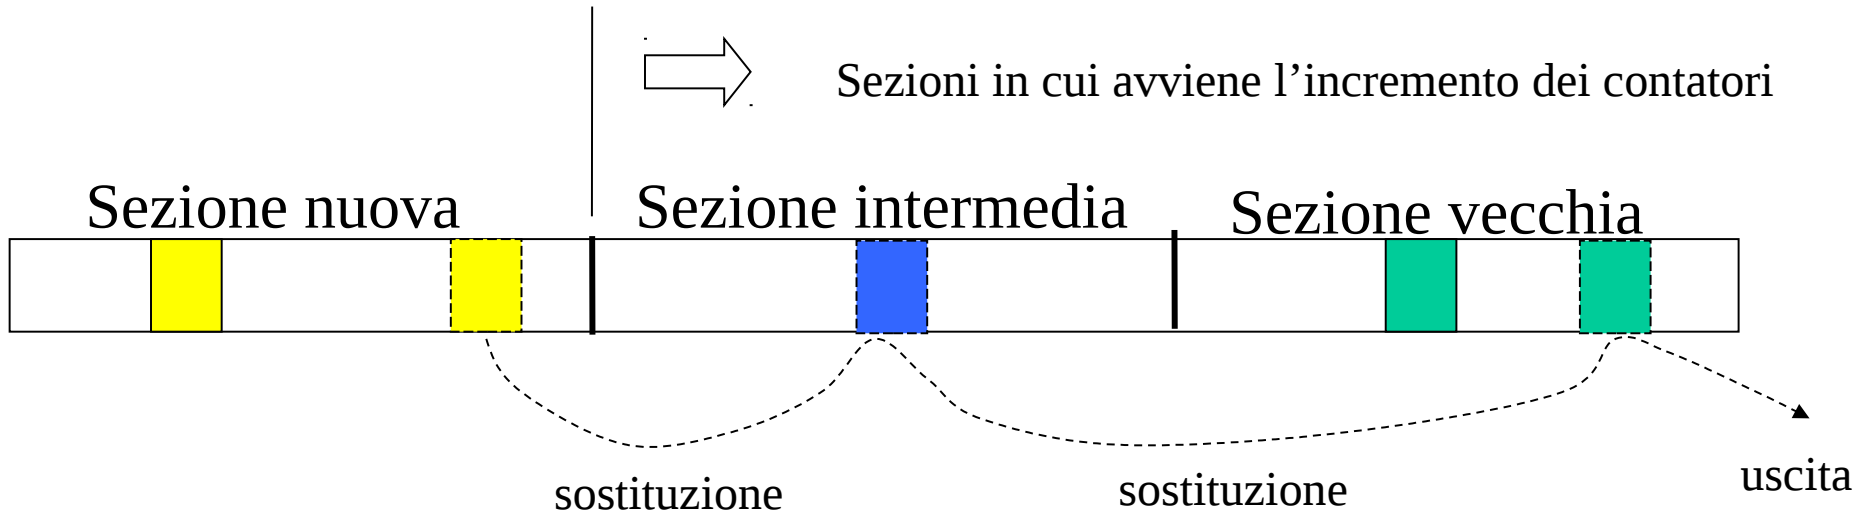 Sezioni in cui avviene l’incremento dei contatori
Sezione nuova
Sezione intermedia
Sezione vecchia
sostituzione
sostituzione
uscita